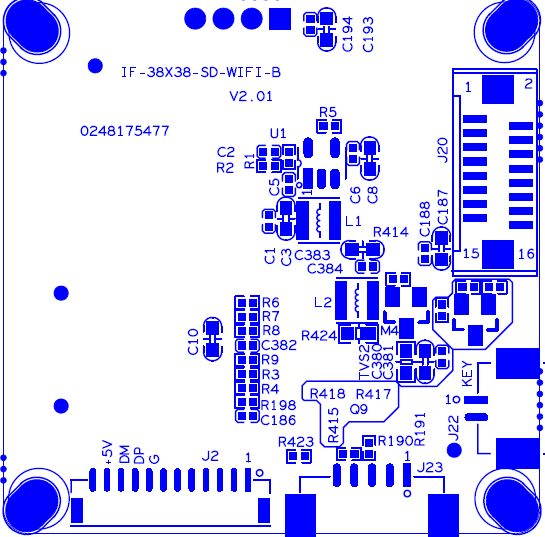 C194
C193
IF-38X38-SD-WIFI-B
V2.01
0248175477
1
2
R5
U1
C2
R2
R1
J20
C5
1
C6
C8
L1
R414
C188
C187
C1
C3
C383
C384
15
16
L2
R6
R7
R8
C382
R9
R3
R4
R198
C186
C10
R424
M4
TVS2
C380
C381
KEY
R418
R417
Q9
R415
1
J22
R191
R190
R423
+5V
DM
DP
G
J2
1
1
J23